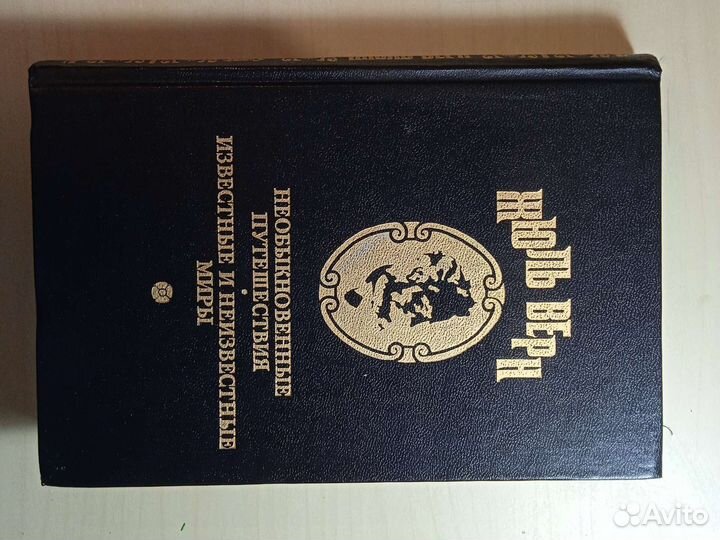 ЖЮЛЬ ВЕРН
НЕОБЫКНОВЕННЫЕ
ПУТЕШЕСТВИЯ
•
ИЗВЕСТНЫЕ И НЕИЗВЕСТНЫЕ
МИРЫ
Avito